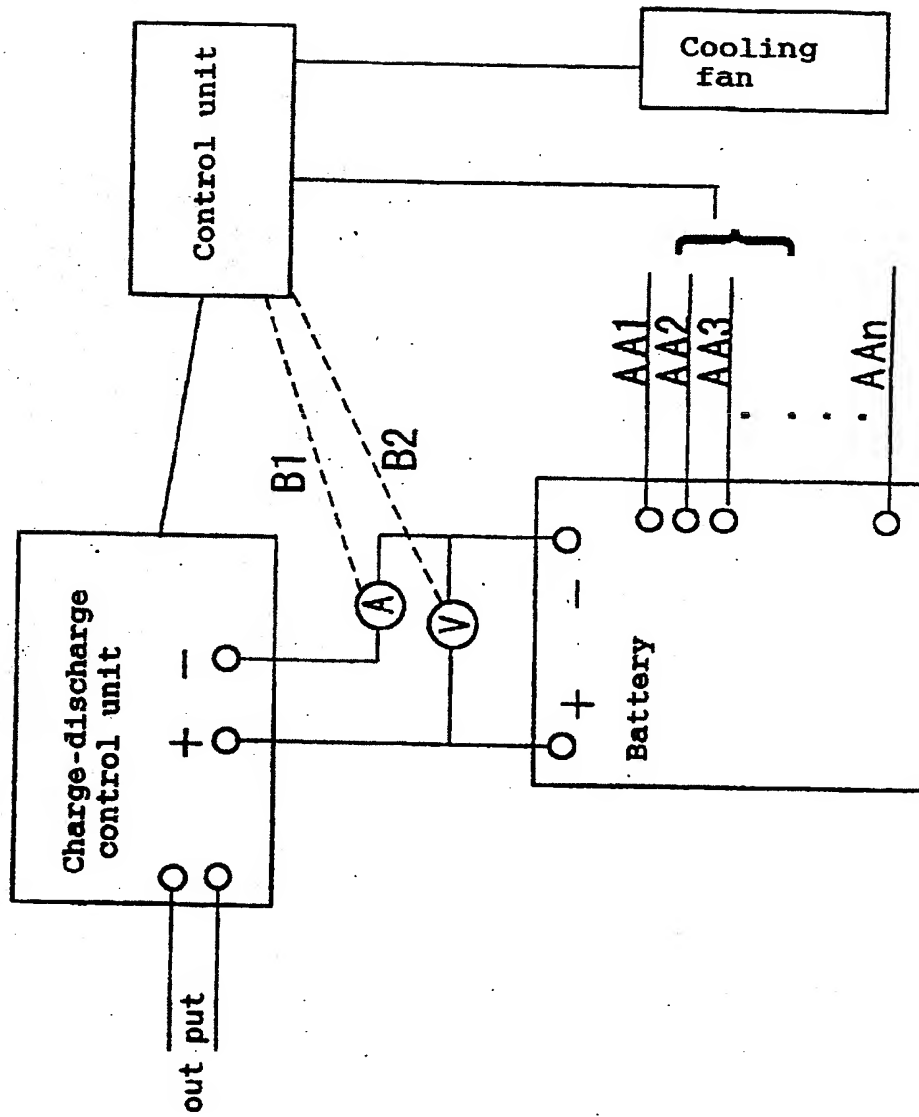 Control unit
Cooling
fan
Charge-discharge
control unit
+ −
out put
B1
B2
A
V
+ −
Battery
AA1
AA2
AA3
. . . .
AAn